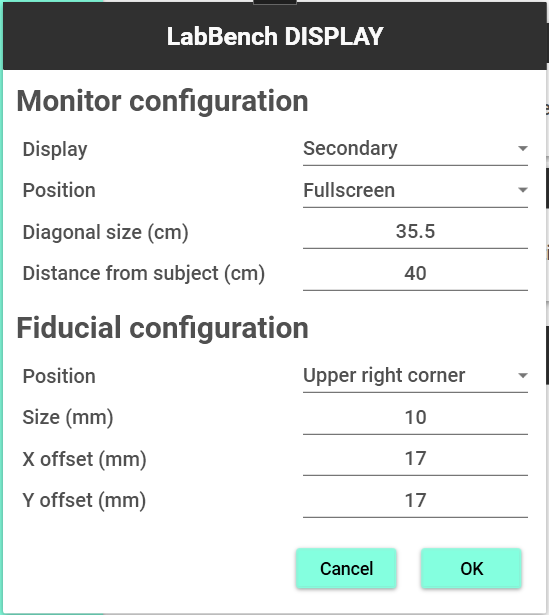 LabBench DISPLAY
Monitor configuration
Display Secondary
Position Fullscreen
Diagonal size (cm) 35.5
Distance from subject (cm) 40
Fiducial configuration
Position Upper right corner
Size (mm) 10
X offset (mm) 17
Y offset (mm) 17
Cancel OK